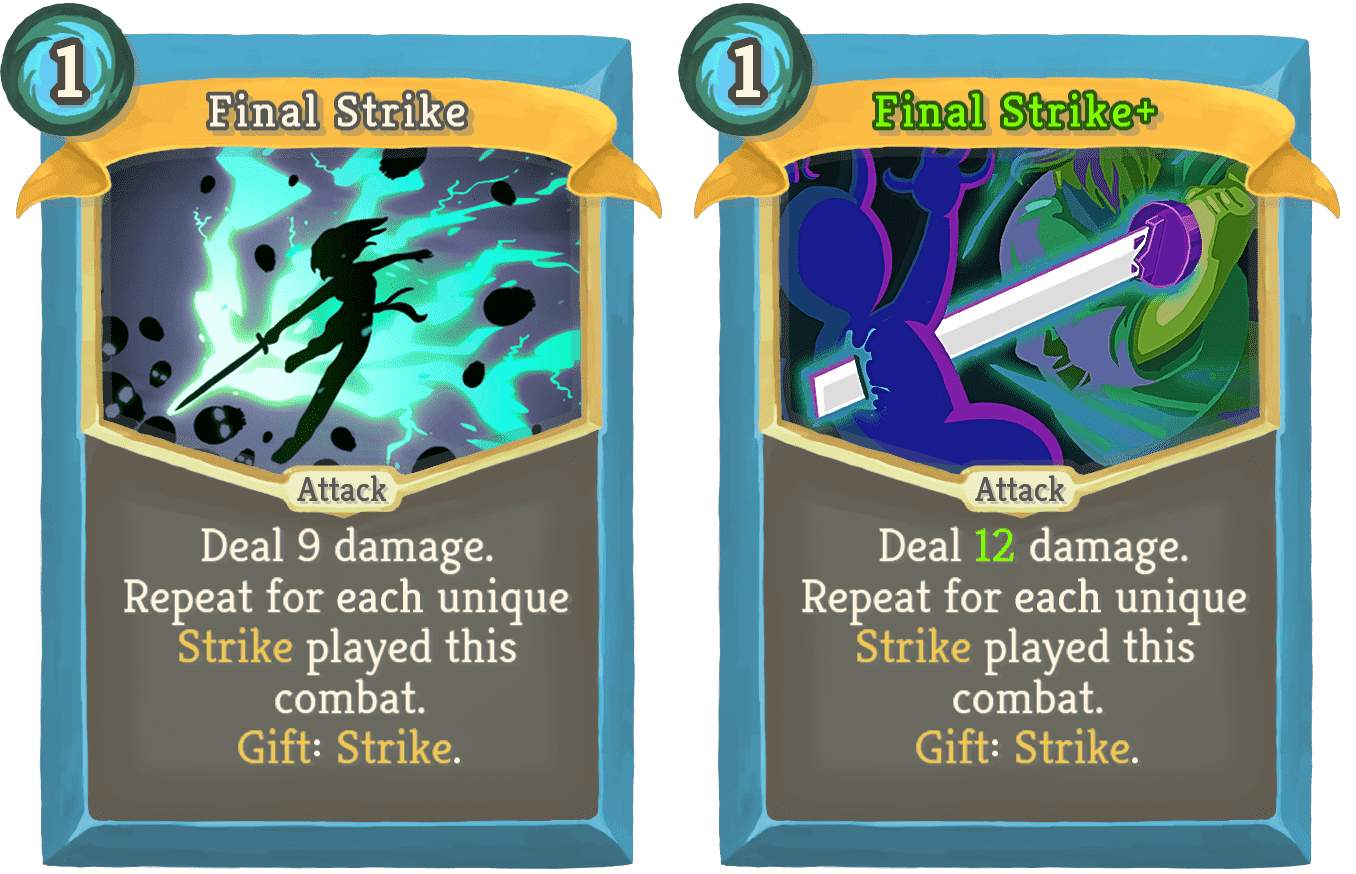 1
Final Strike
Attack
Deal 9 damage.
Repeat for each unique
Strike played this
combat.
Gift: Strike.
1
Final Strike+
Attack
Deal 12 damage.
Repeat for each unique
Strike played this
combat.
Gift: Strike.